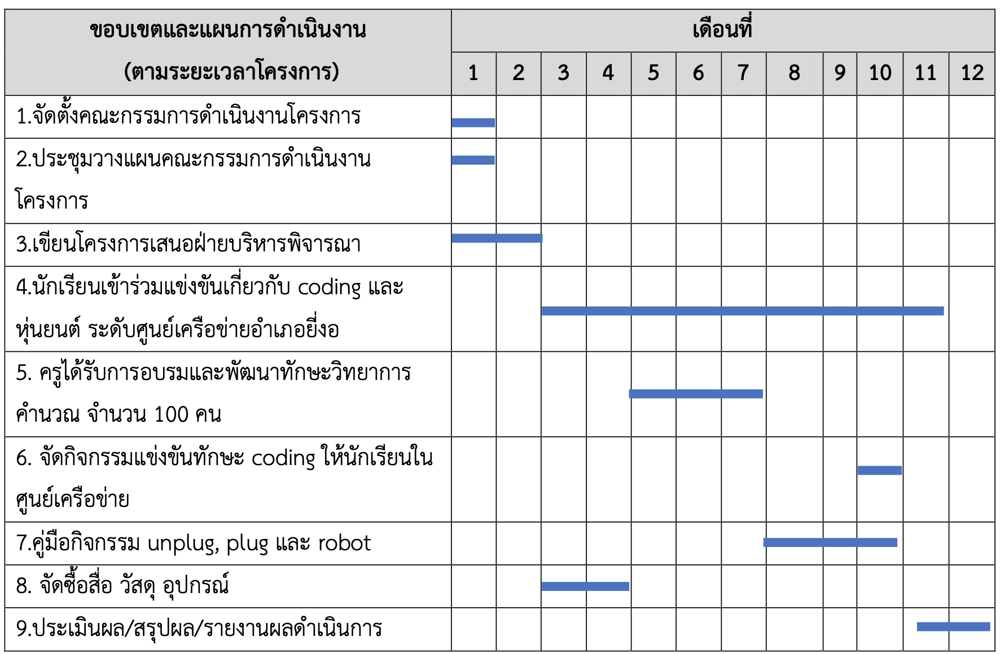 ขอบเขตและแผนการดำเนินงาน
(ตามระยะเวลาโครงการ)
เดือนที่
1 2 3 4 5 6 7 8 9 10 11 12
1.จัดตั้งคณะกรรมการดำเนินงานโครงการ
2.ประชุมวางแผนคณะกรรมการดำเนินงาน
โครงการ
3.เขียนโครงการเสนอฝ่ายบริหารพิจารณา
4.นักเรียนเข้าร่วมแข่งขันเกี่ยวกับ coding และ
หุ่นยนต์ ระดับศูนย์เครือข่ายอำเภอยี่งอ
5. ครูได้รับการอบรมและพัฒนาทักษะวิทยาการ
คำนวณ จำนวน 100 คน
6. จัดกิจกรรมแข่งขันทักษะ coding ให้นักเรียนใน
ศูนย์เครือข่าย
7.คู่มือกิจกรรม unplug, plug และ robot
8. จัดซื้อสื่อ วัสดุ อุปกรณ์
9.ประเมินผล/สรุปผล/รายงานผลดำเนินการ